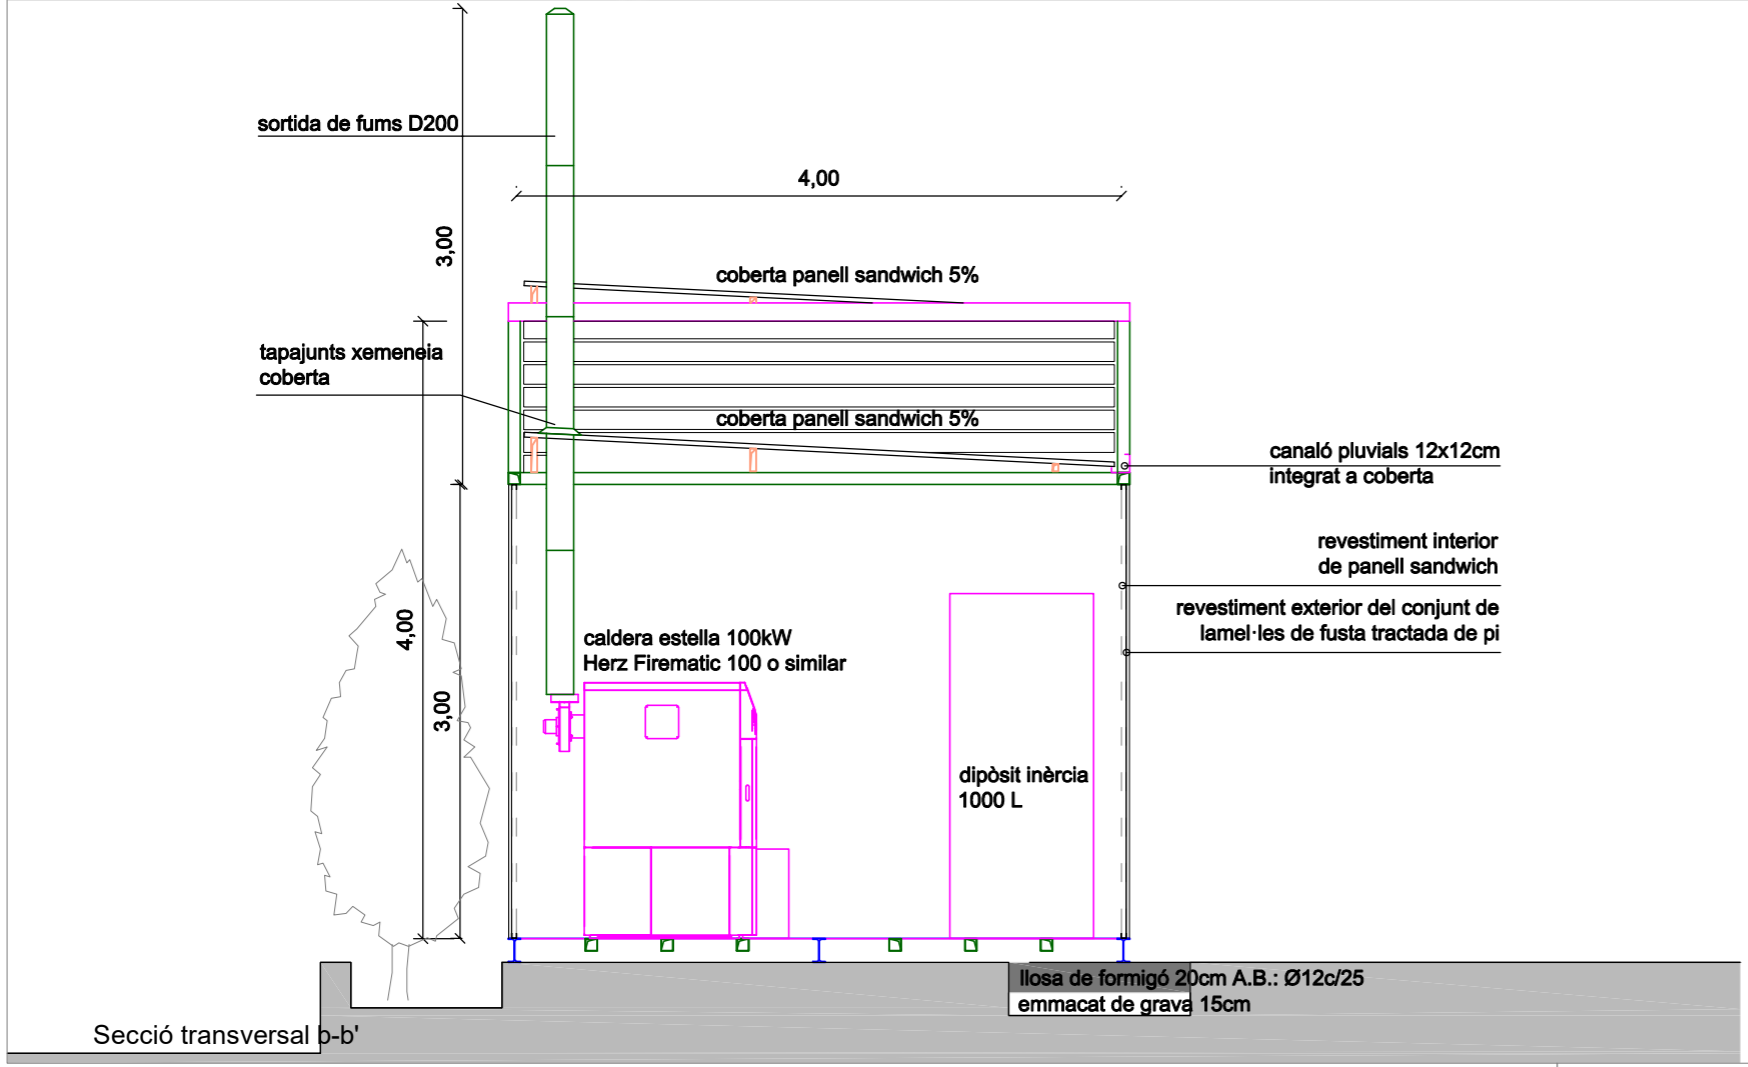 sortida de fums D200
4,00
3,00
coberta panell sandwich 5%
tapajunts xemeneia
coberta
coberta panell sandwich 5%
canaló pluvials 12x12cm
integrat a coberta
revestiment interior
de panell sandwich
revestiment exterior del conjunt de
lamel·les de fusta tractada de pi
4,00
3,00
caldera estella 100kW
Herz Firematic 100 o similar
dipòsit inèrcia
1000 L
llosa de formigó 20cm A.B.: Ø12c/25
emmacat de grava 15cm
Secció transversal b-b'